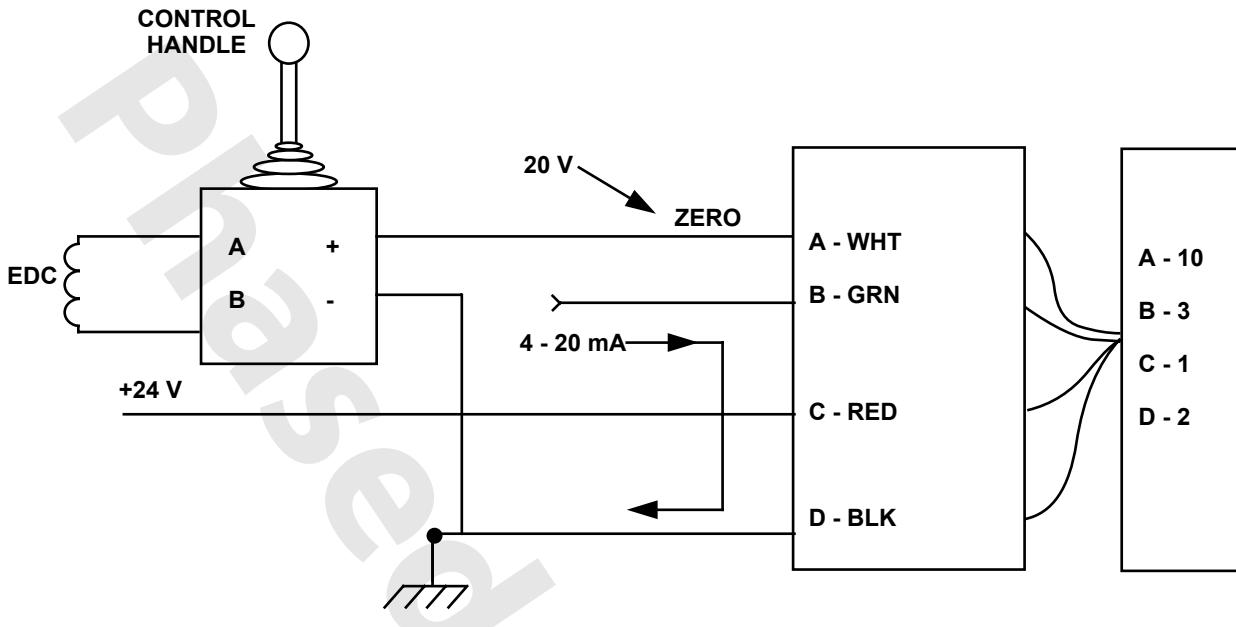 CONTROL
HANDLE
20 V
ZERO
A +
B -
EDC
A - WHT
B - GRN
4 - 20 mA
+24 V
C - RED
D - BLK
A - 10
B - 3
C - 1
D - 2
Phased